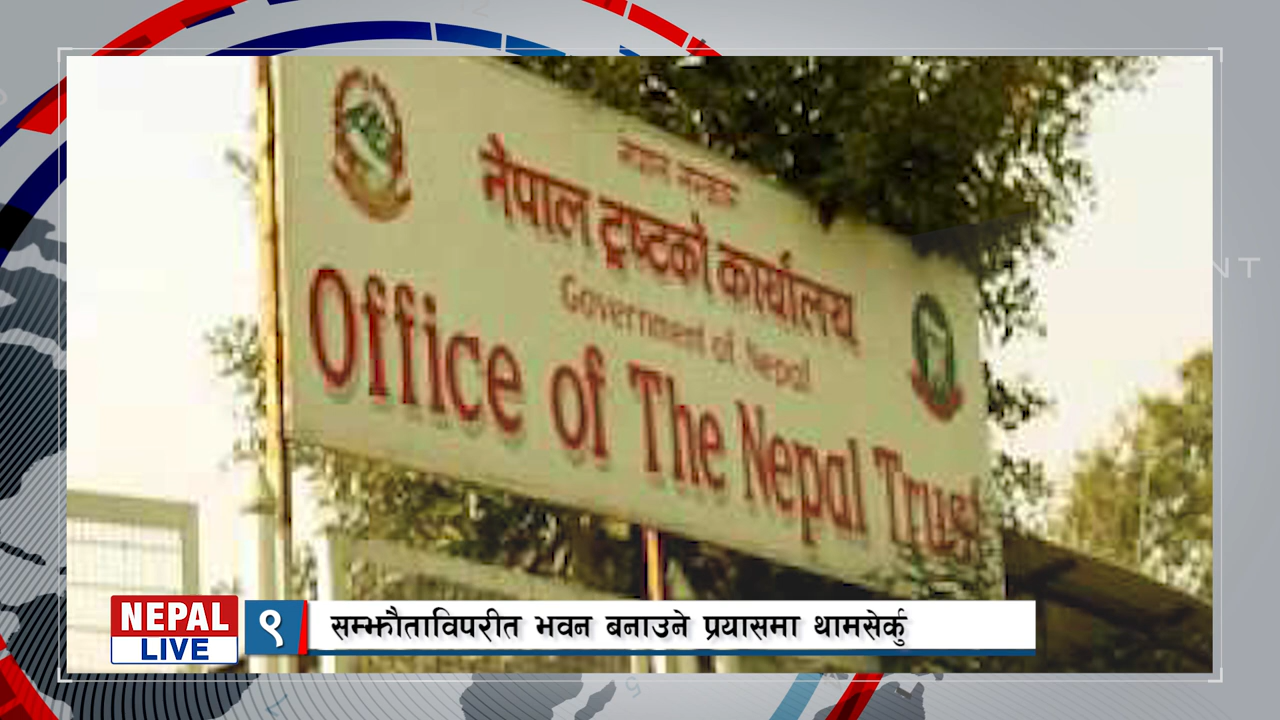 नेपाल सरकार
नेपाल ट्रष्टको कार्यालय
Government of Nepal
Office of The Nepal Trust
NEPAL
LIVE
१
सम्झौताविपरीत भवन बनाउने प्रयासमा थामसेर्कु
NT